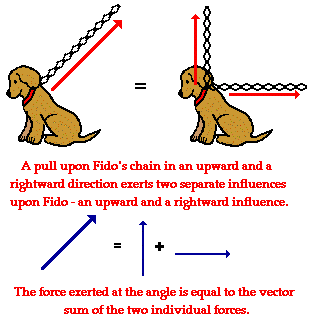 =
A pull upon Fido's chain in an upward and a
rightward direction exerts two separate influences
upon Fido - an upward and a rightward influence.
= +
The force exerted at the angle is equal to the vector
sum of the two individual forces.